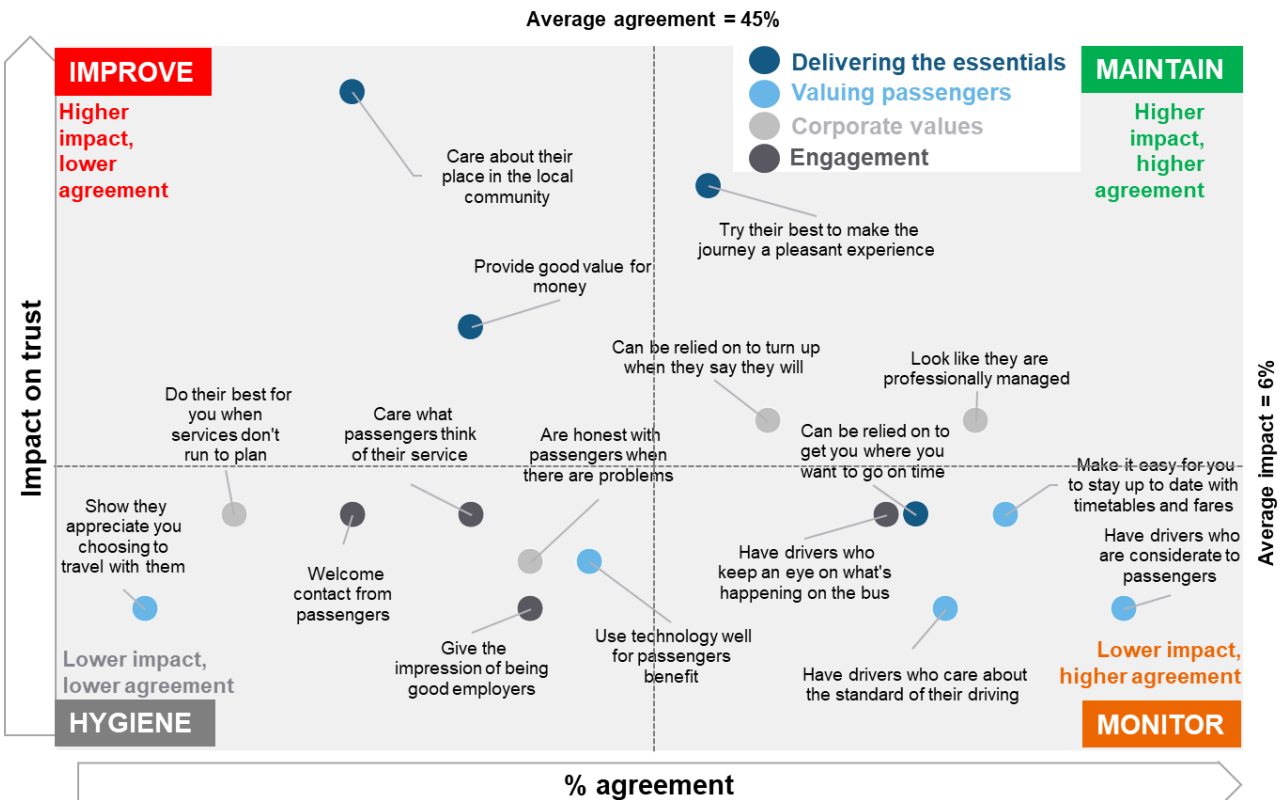 Average agreement = 45%
IMPROVE
Higher
impact,
lower
agreement
Delivering the essentials
Valuing passengers
Corporate values
Engagement
MAINTAIN
Higher
impact,
higher
agreement
Care about their
place in the local
community
Try their best to make the
journey a pleasant experience
Provide good value for
money
Can be relied on to turn up
when they say they will
Look like they are
professionally managed
Do their best for
you when
services don't
run to plan
Care what
passengers think
of their service
Are honest with
passengers when
there are problems
Can be relied on to
get you where you
want to go on time
Make it easy for you
to stay up to date with
timetables and fares
Show they
appreciate you
choosing to
travel with them
Welcome
contact from
passengers
Have drivers who
keep an eye on what's
happening on the bus
Have drivers who
are considerate to
passengers
Give the
impression of being
good employers
Use technology well
for passengers
benefit
Have drivers who care about
the standard of their driving
Lower impact,
lower agreement
HYGIENE
Lower impact,
higher agreement
MONITOR
Impact on trust
Average impact = 6%
% agreement